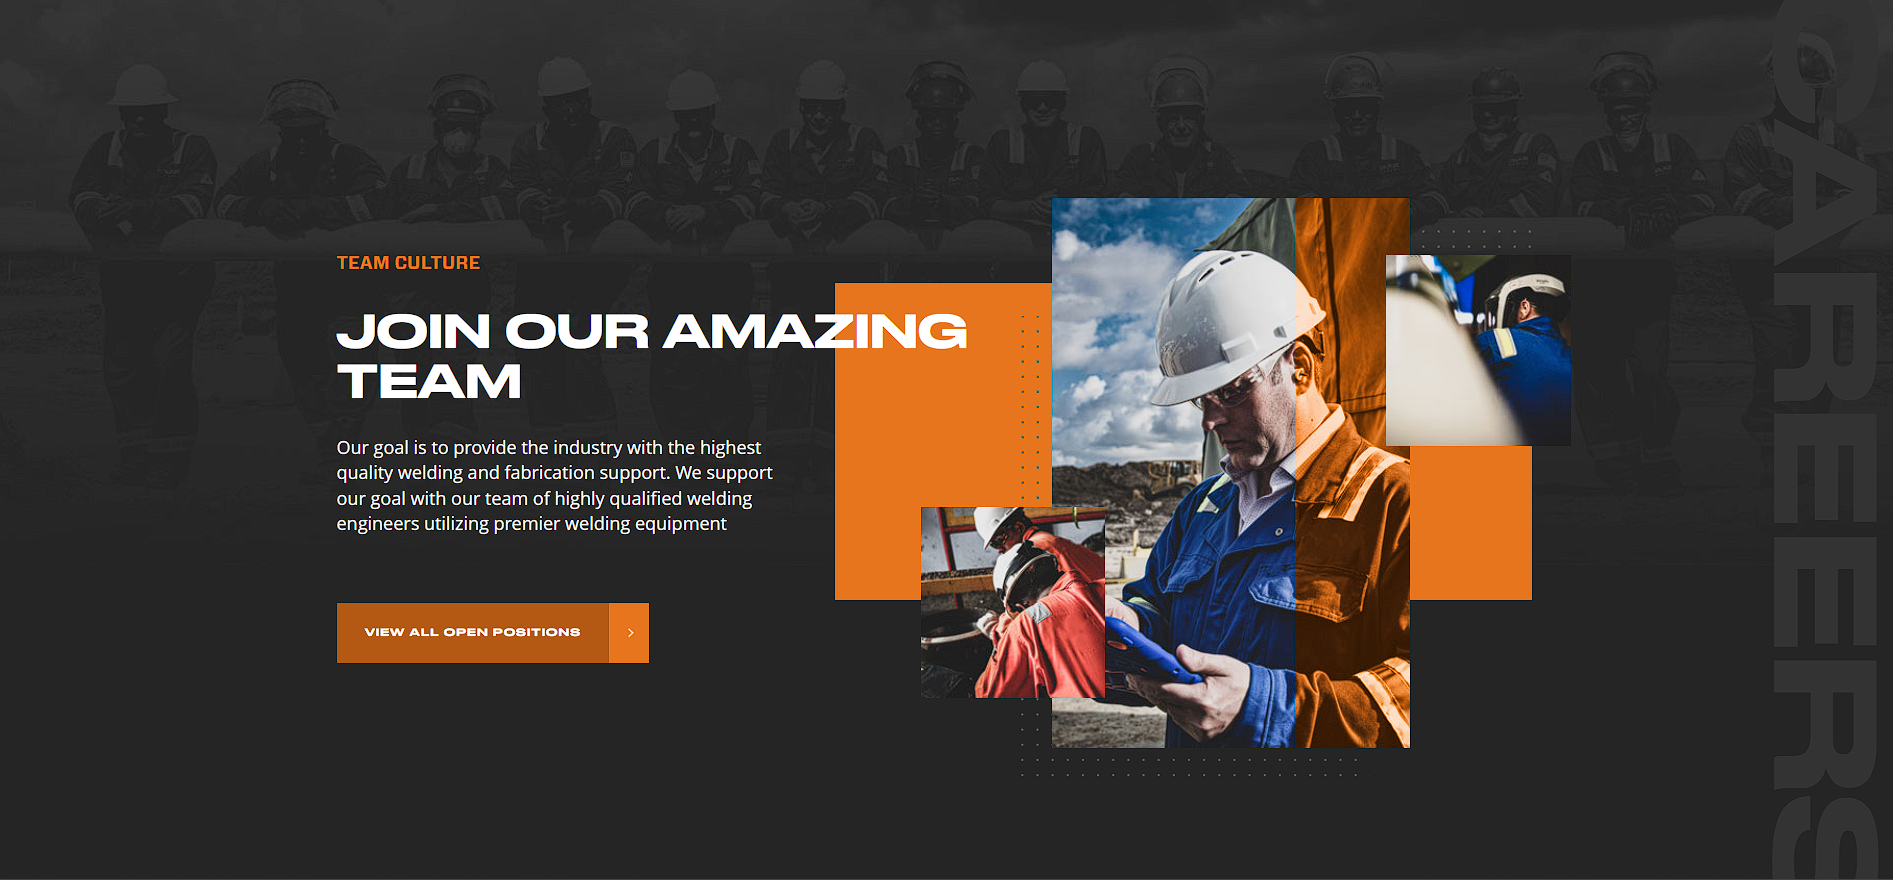 TEAM CULTURE
JOIN OUR AMAZING
TEAM
Our goal is to provide the industry with the highest
quality welding and fabrication support. We support
our goal with our team of highly qualified welding
engineers utilizing premier welding equipment
VIEW ALL OPEN POSITIONS
CAREERS